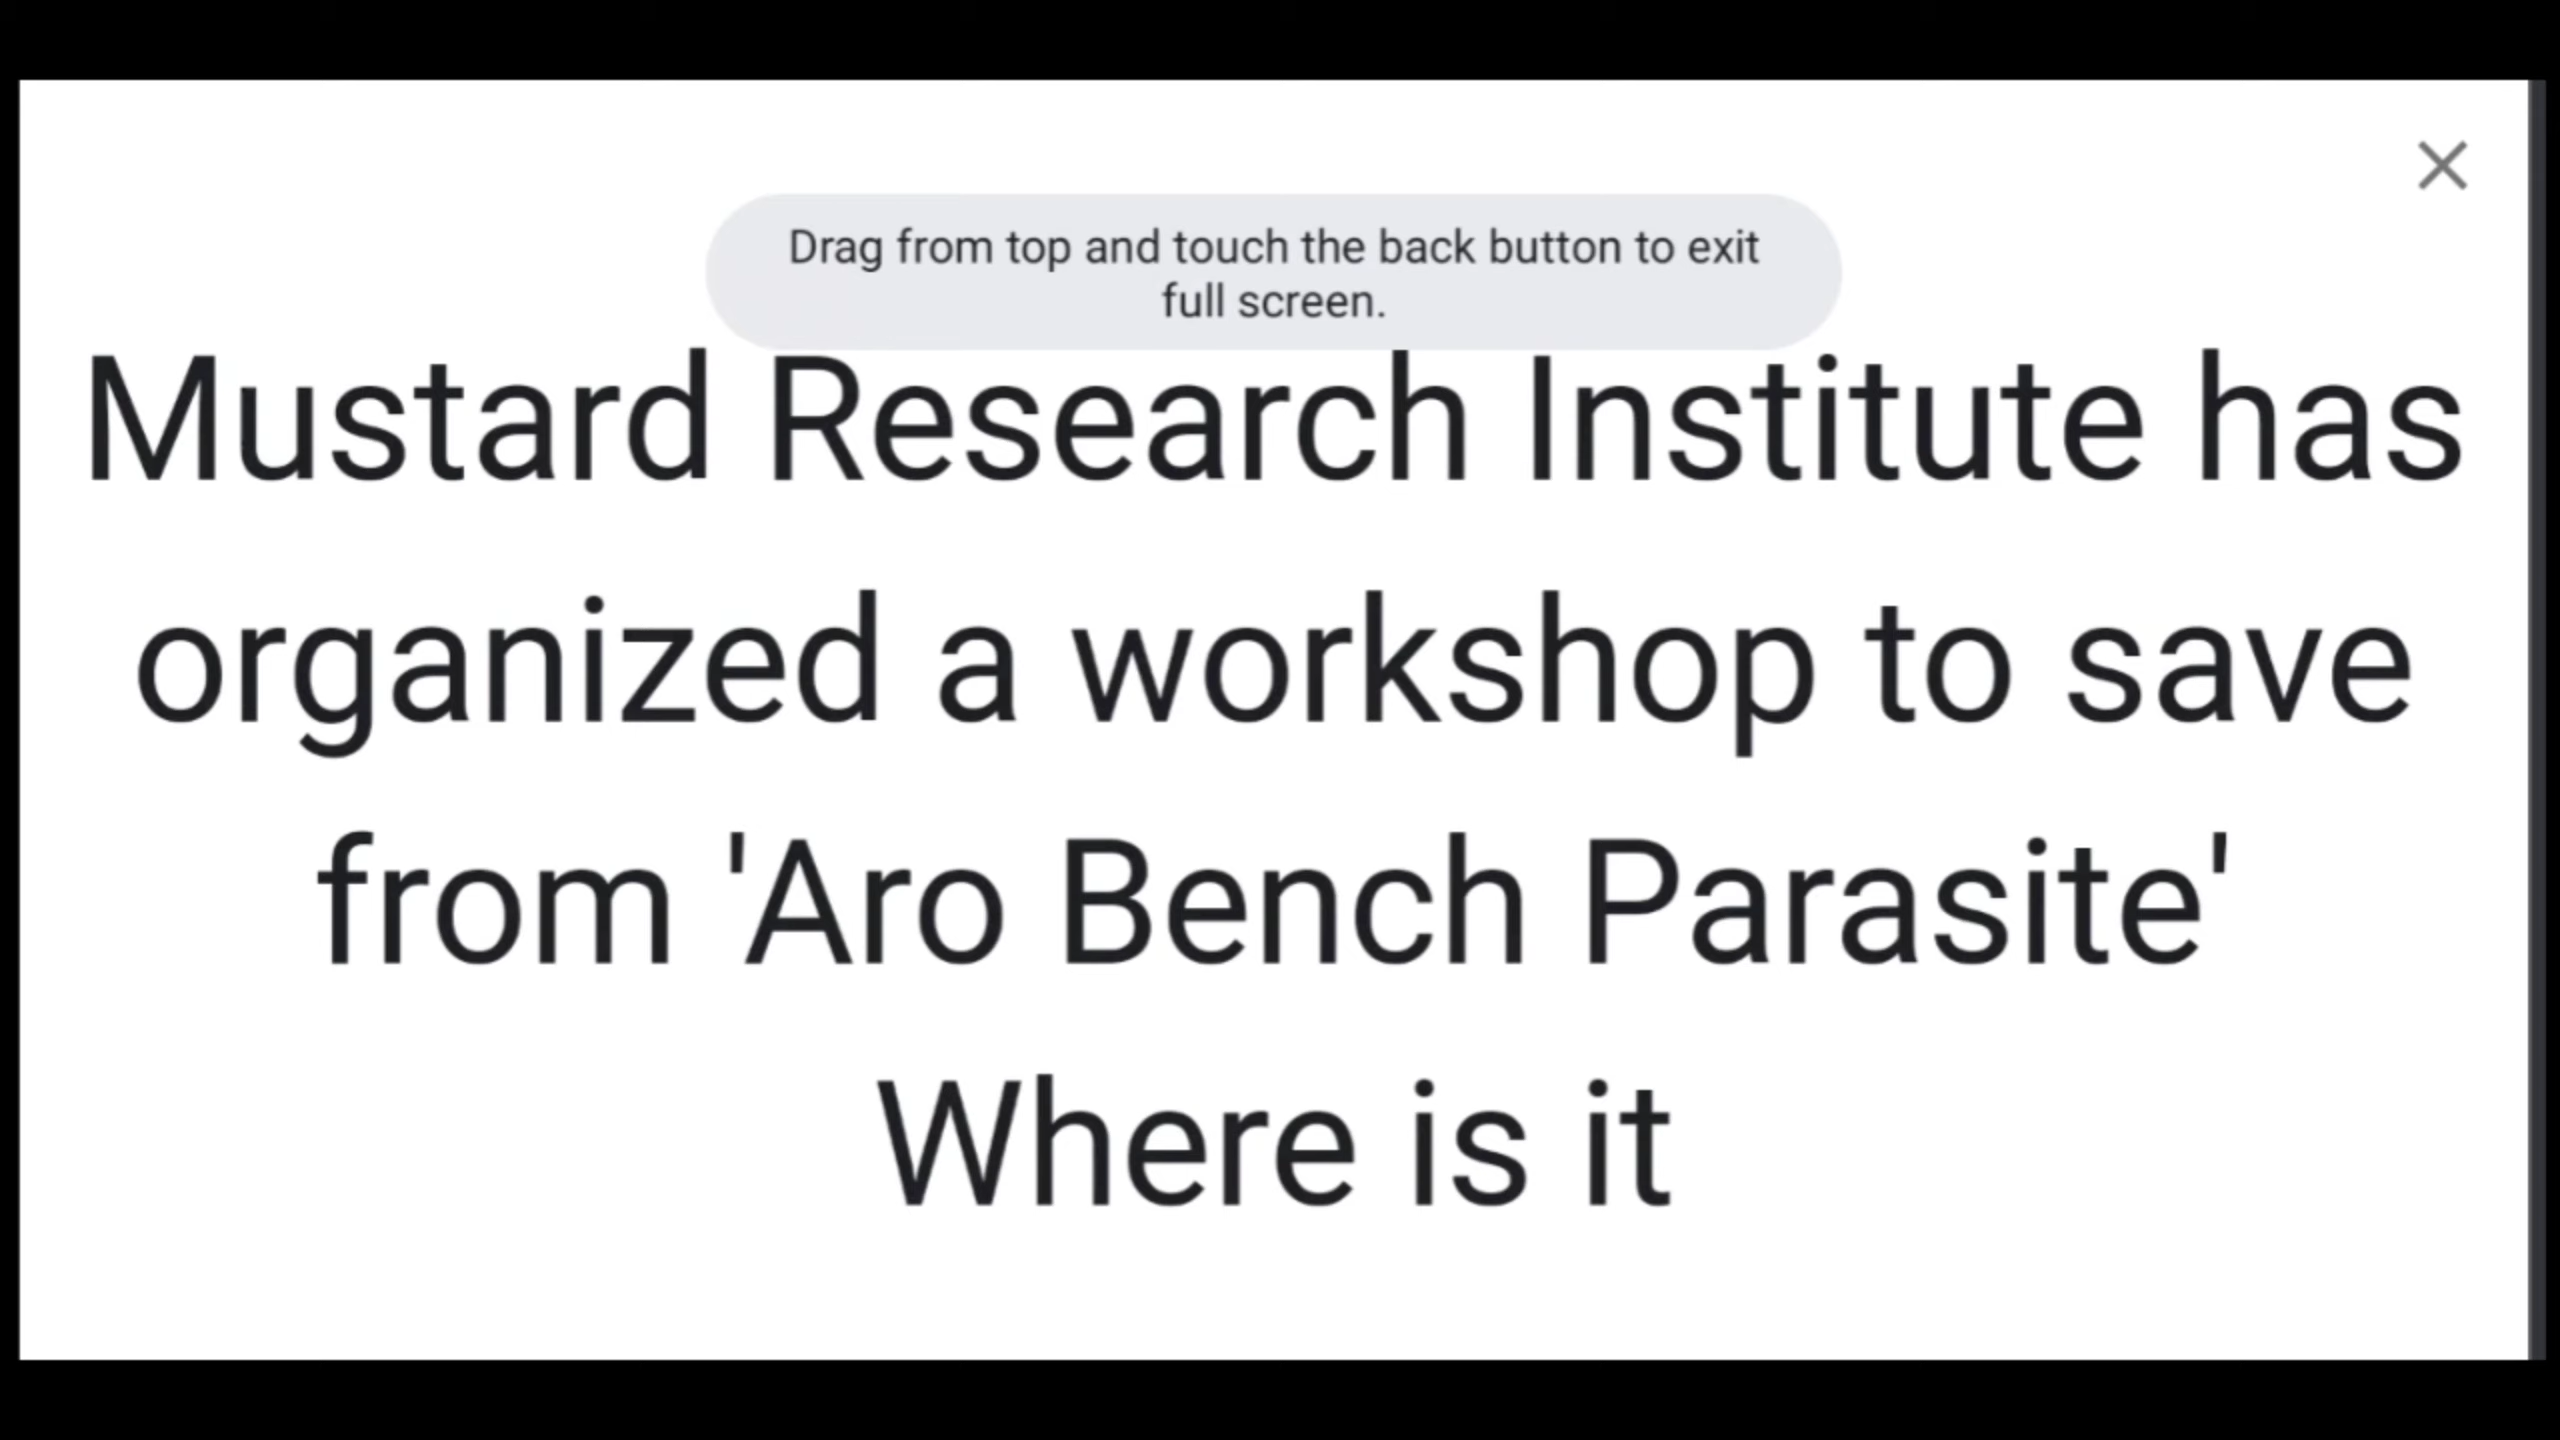 Drag from top and touch the back button to exit
full screen.
Mustard Research Institute has
organized a workshop to save
from 'Aro Bench Parasite'
Where is it